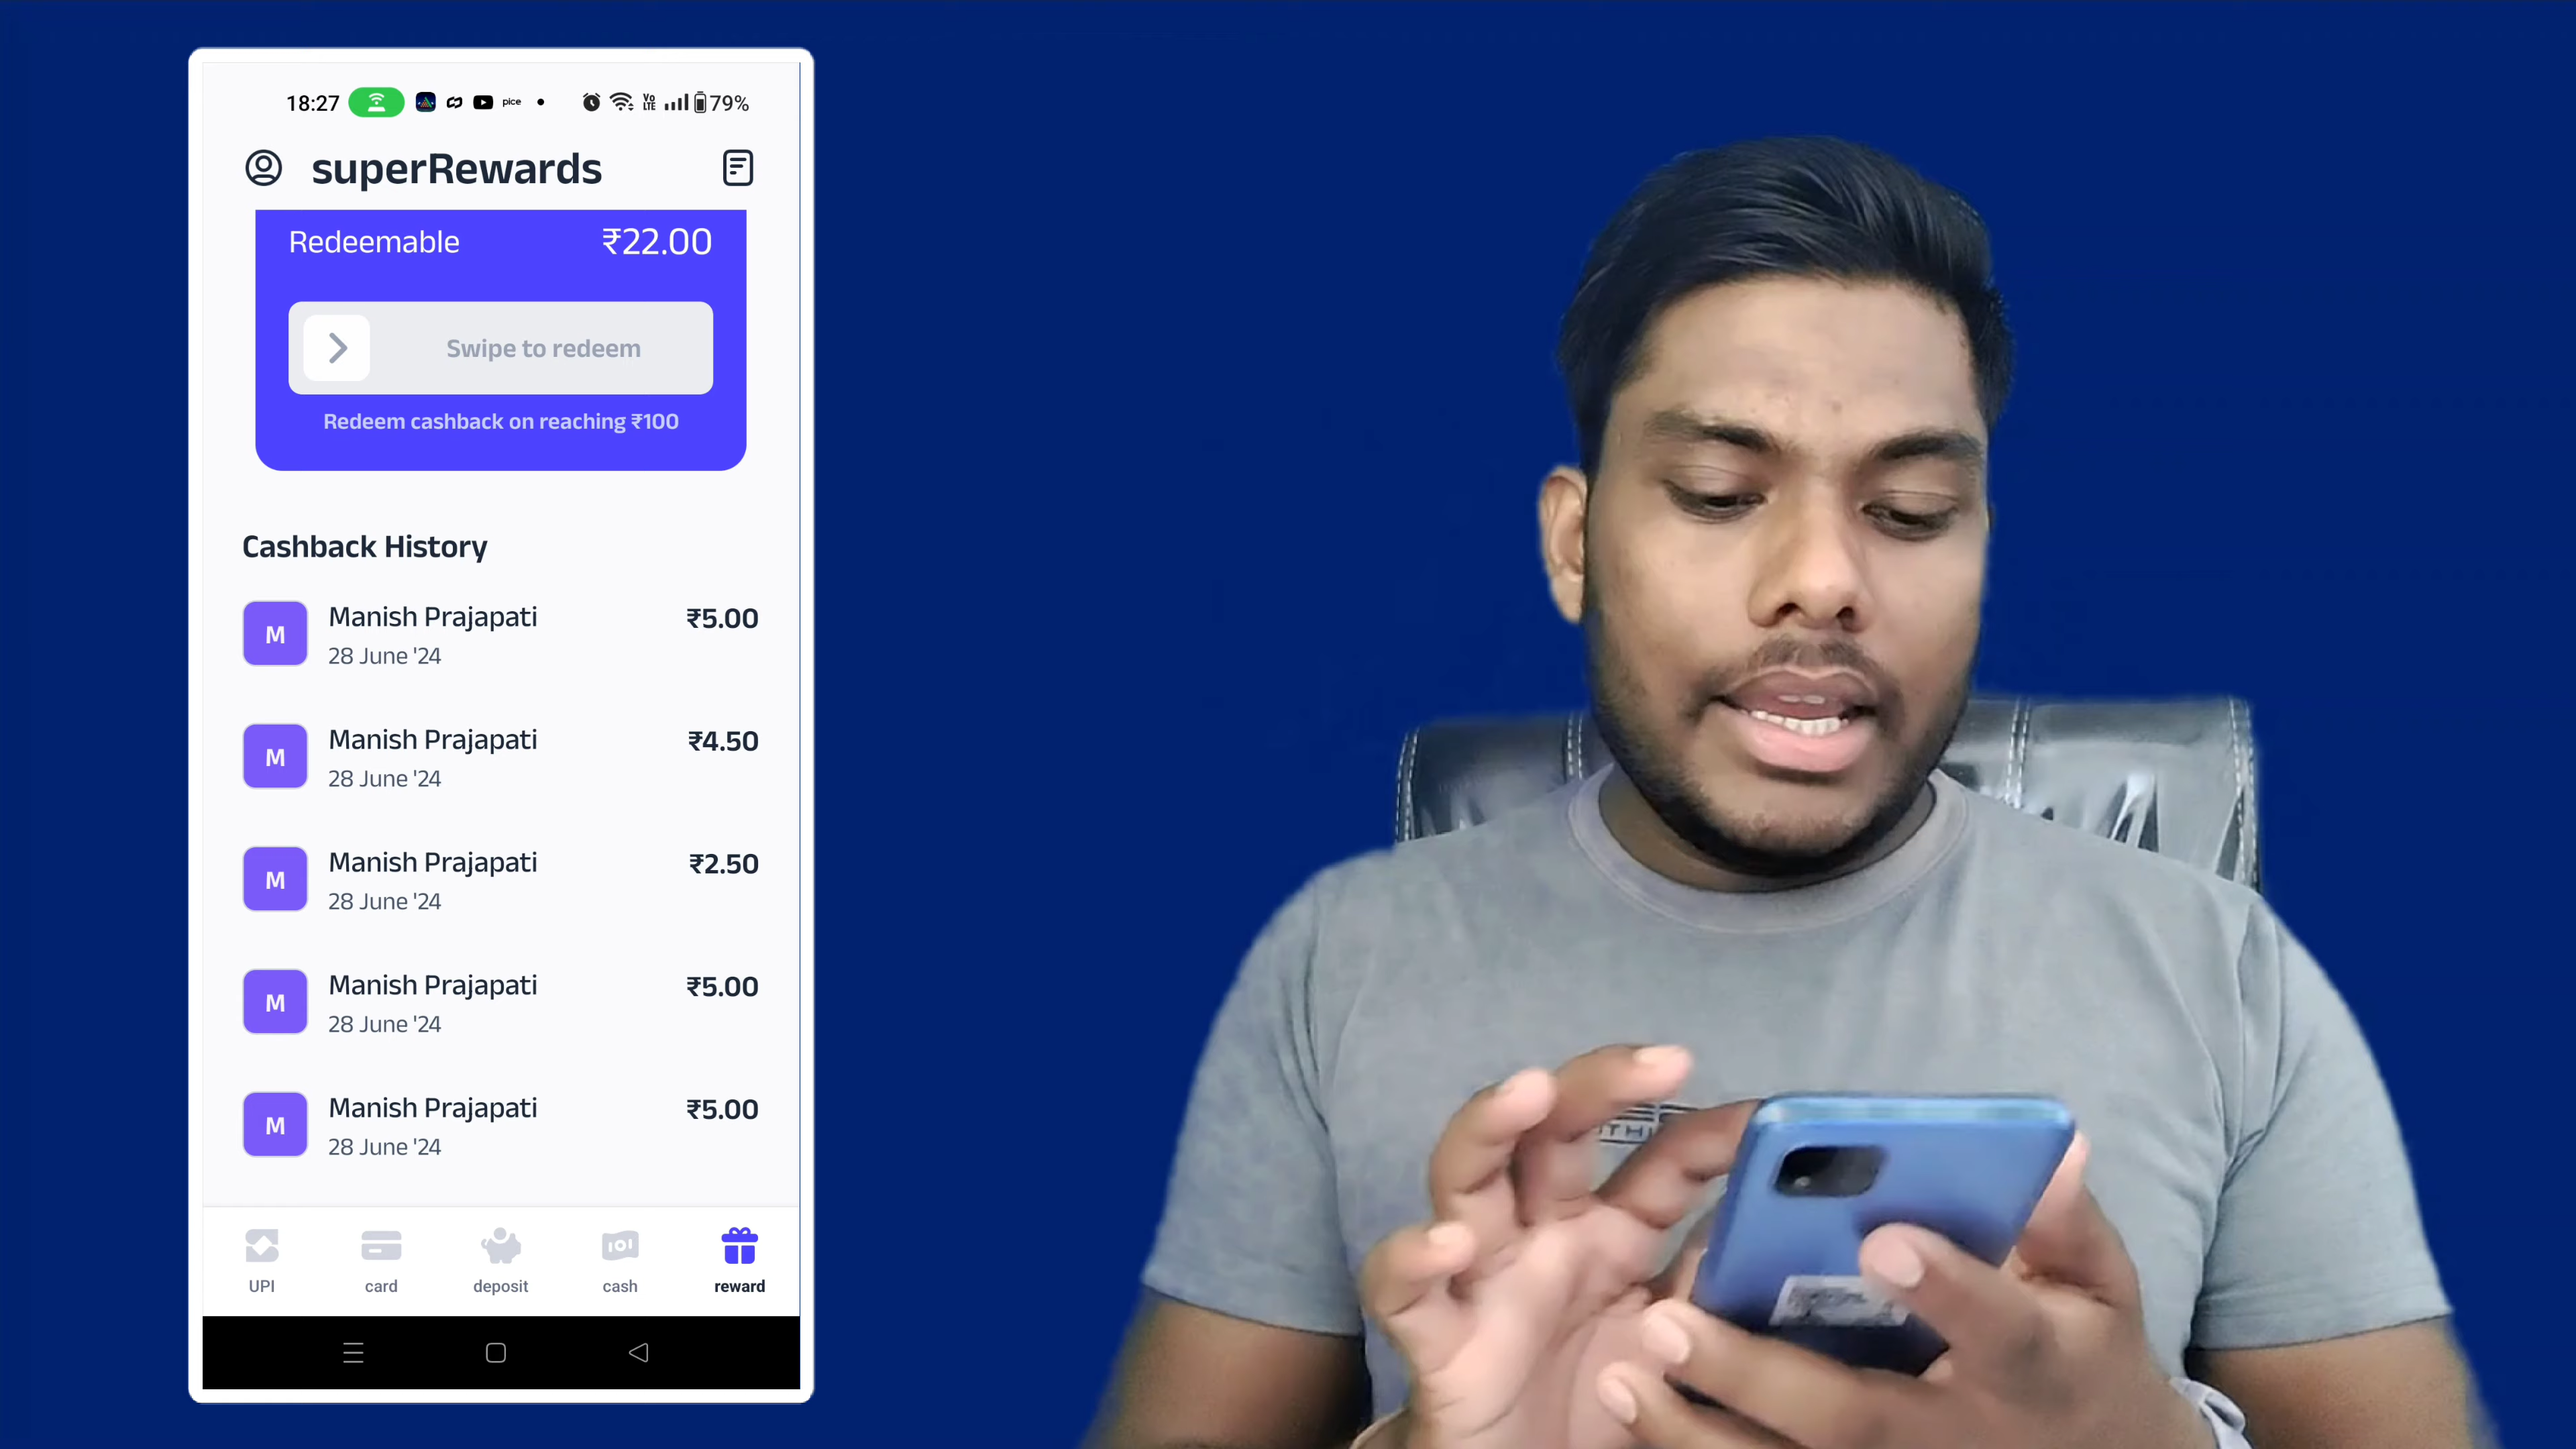 18:27 pice Vo LTE 79%
superRewards
Redeemable ₹22.00
Swipe to redeem
Redeem cashback on reaching ₹100
Cashback History
M Manish Prajapati ₹5.00
28 June '24
M Manish Prajapati ₹4.50
28 June '24
M Manish Prajapati ₹2.50
28 June '24
M Manish Prajapati ₹5.00
28 June '24
M Manish Prajapati ₹5.00
28 June '24
UPI card deposit cash reward